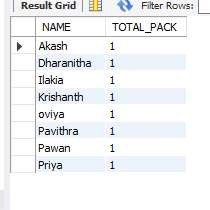 Result Grid Filter Rows:
NAME TOTAL_PACK
Akash 1
Dharanitha 1
Ilakia 1
Krishanth 1
oviya 1
Pavithra 1
Pawan 1
Priya 1